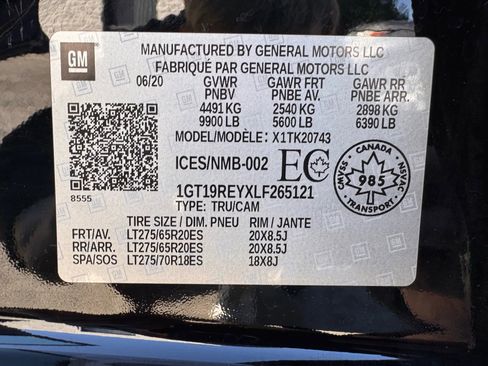 GM
MANUFACTURED BY GENERAL MOTORS LLC
FABRIQUÉ PAR GENERAL MOTORS LLC
06/20 GVWR GAWR FRT GAWR RR
PNBV PNBE AV. PNBE ARR.
4491 KG 2540 KG 2898 KG
9900 LB 5600 LB 6390 LB
MODEL/MODÈLE: X1TK20743
ICES/NMB-002 EC
CANADA
CMVSS NSVAC
985
TRANSPORT
8555
1GT19REYXLF265121
TYPE: TRU/CAM
TIRE SIZE / DIM. PNEU RIM / JANTE
FRT/AV. LT275/65R20ES 20X8.5J
RR/ARR. LT275/65R20ES 20X8.5J
SPA/SOS LT275/70R18ES 18X8J